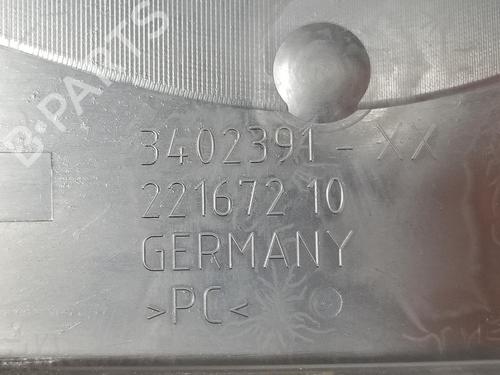 B-PARTS
3402391-XX
221672 10
GERMANY
>PC<